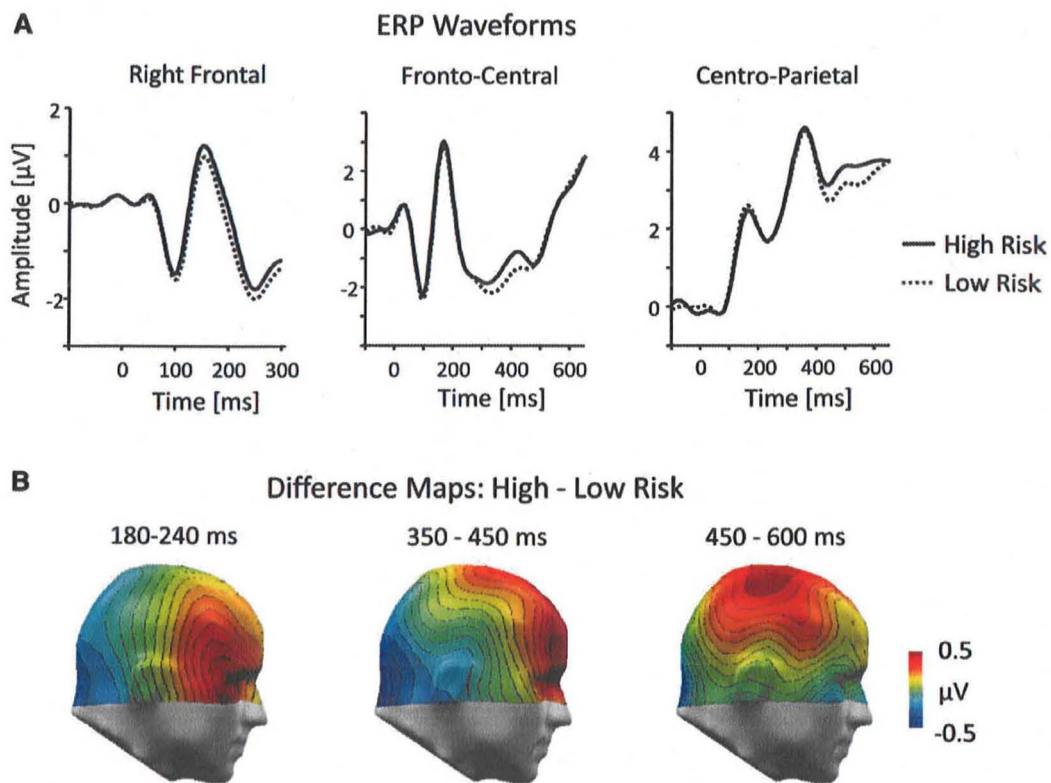 A
ERP Waveforms
Right Frontal
Fronto-Central
Centro-Parietal
Amplitude [µV]
2
0
-2
0 100 200 300
Time [ms]
2
0
-2
0 200 400 600
Time [ms]
4
2
0
0 200 400 600
Time [ms]
High Risk
Low Risk
B
Difference Maps: High - Low Risk
180-240 ms
350 - 450 ms
450 - 600 ms
0.5
µV
-0.5